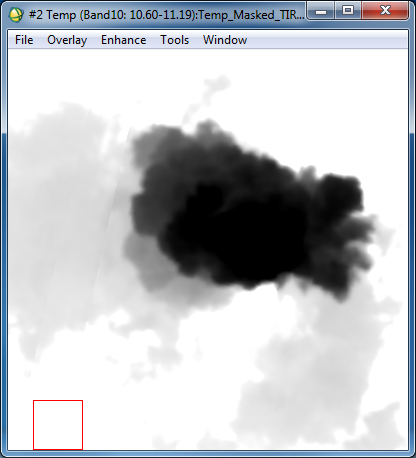 #2 Temp (Band10: 10.60-11.19):Temp_Masked_TIR...
File Overlay Enhance Tools Window